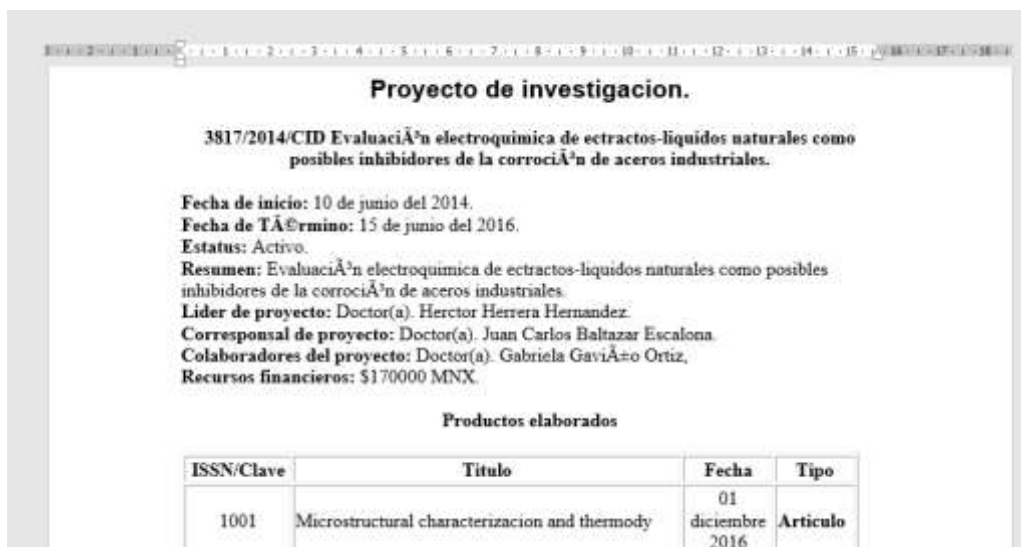 Proyecto de investigacion.
3817/2014/CID EvaluaciÃ³n electroquimica de ectractos-liquidos naturales como
posibles inhibidores de la corrociÃ³n de aceros industriales.
Fecha de inicio: 10 de junio del 2014.
Fecha de TÃ©rmino: 15 de junio del 2016.
Estatus: Activo.
Resumen: EvaluaciÃ³n electroquimica de ectractos-liquidos naturales como posibles
inhibidores de la corrociÃ³n de aceros industriales.
Lider de proyecto: Doctor(a). Herctor Herrera Hernandez.
Corresponsal de proyecto: Doctor(a). Juan Carlos Baltazar Escalona.
Colaboradores del proyecto: Doctor(a). Gabriela GaviÃ±o Ortiz,
Recursos financieros: $170000 MNX.
Productos elaborados
ISSN/Clave Titulo Fecha Tipo
01
1001 Microstructural characterizacion and thermody diciembre Articulo
2016